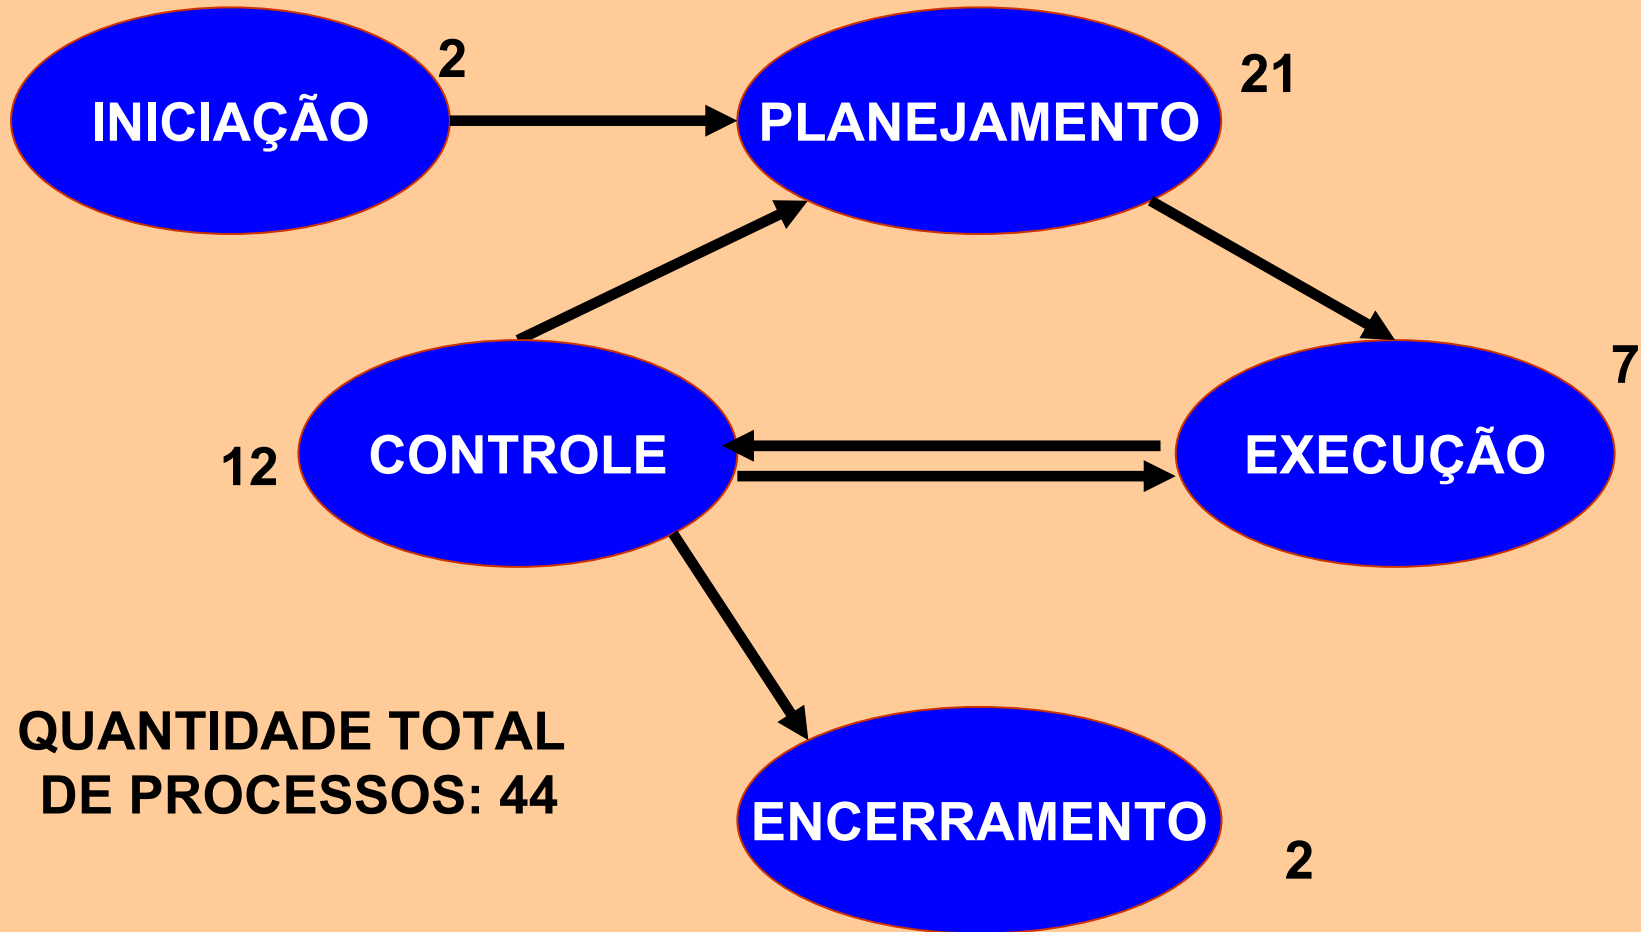 2
21
INICIAÇÃO
PLANEJAMENTO
7
CONTROLE
EXECUÇÃO
12
QUANTIDADE TOTAL
DE PROCESSOS: 44
ENCERRAMENTO
2